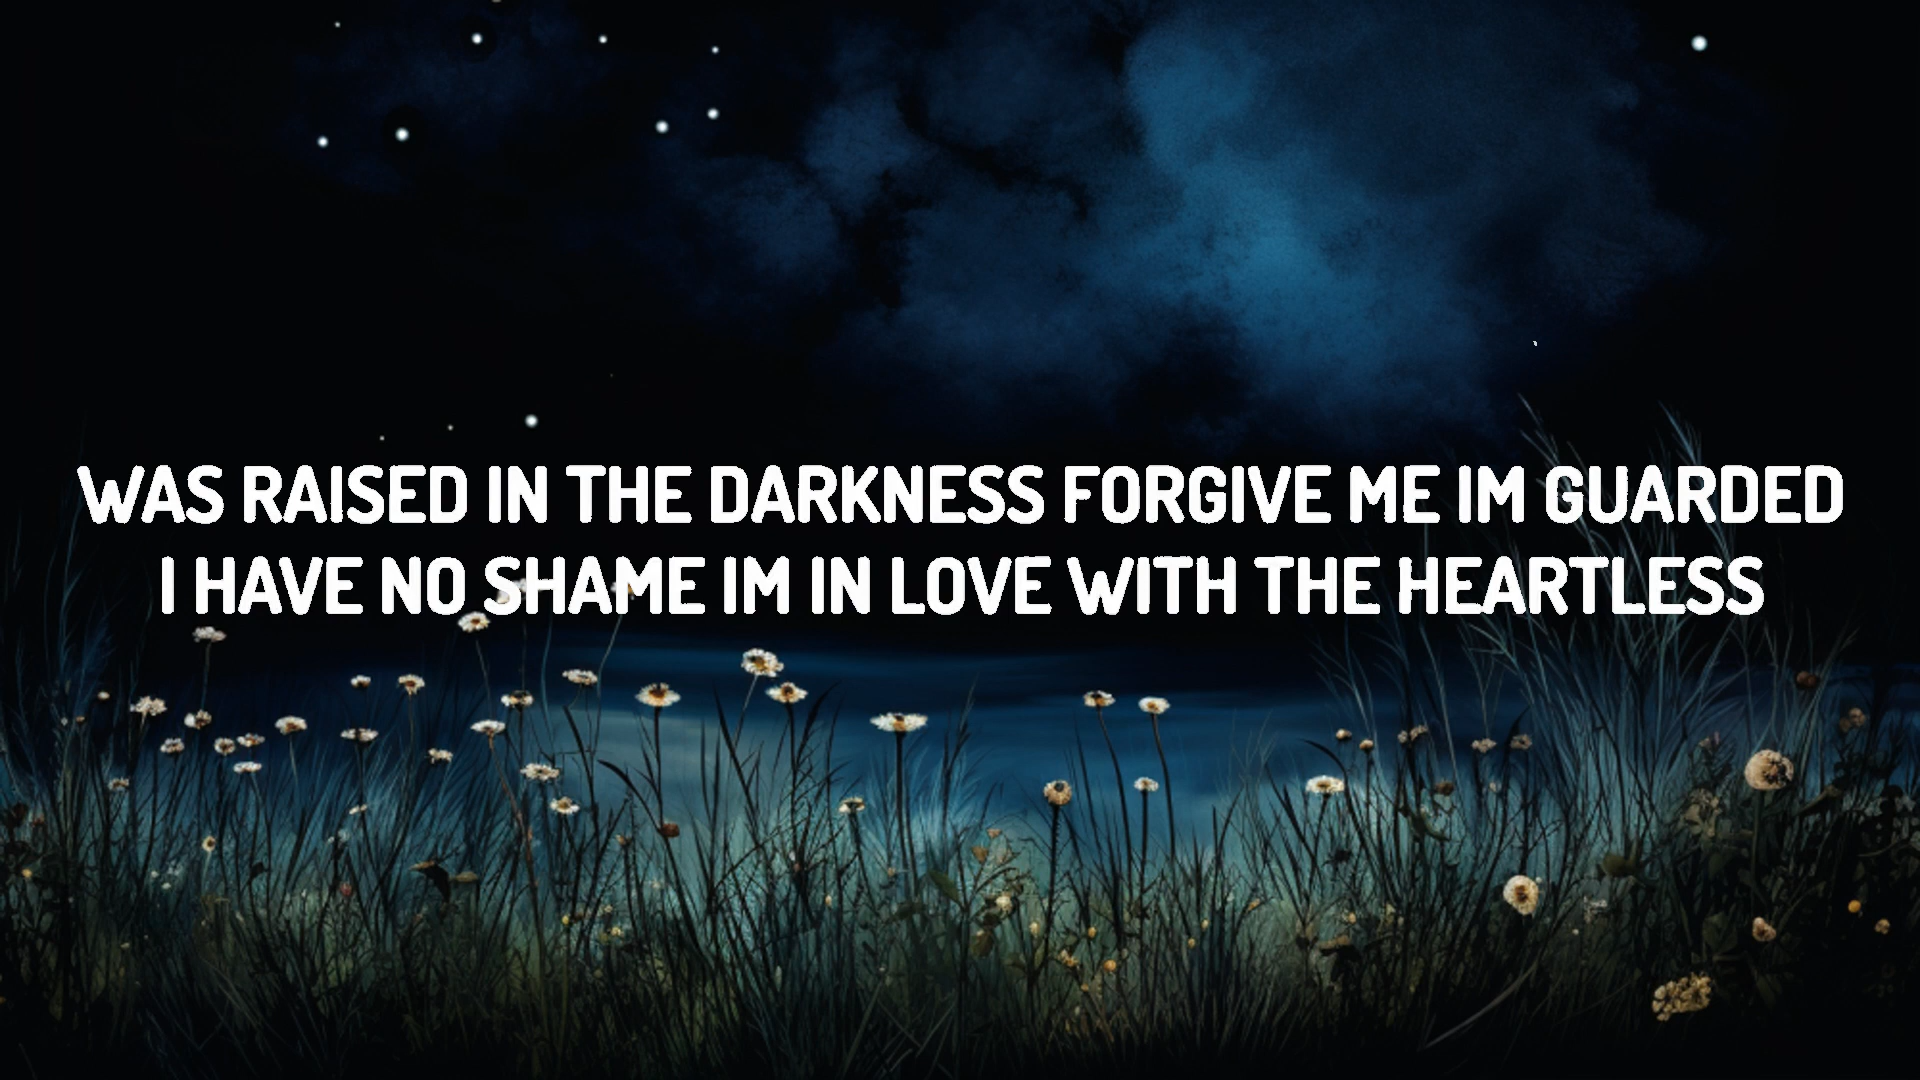 WAS RAISED IN THE DARKNESS FORGIVE ME IM GUARDED
I HAVE NO SHAME IM IN LOVE WITH THE HEARTLESS